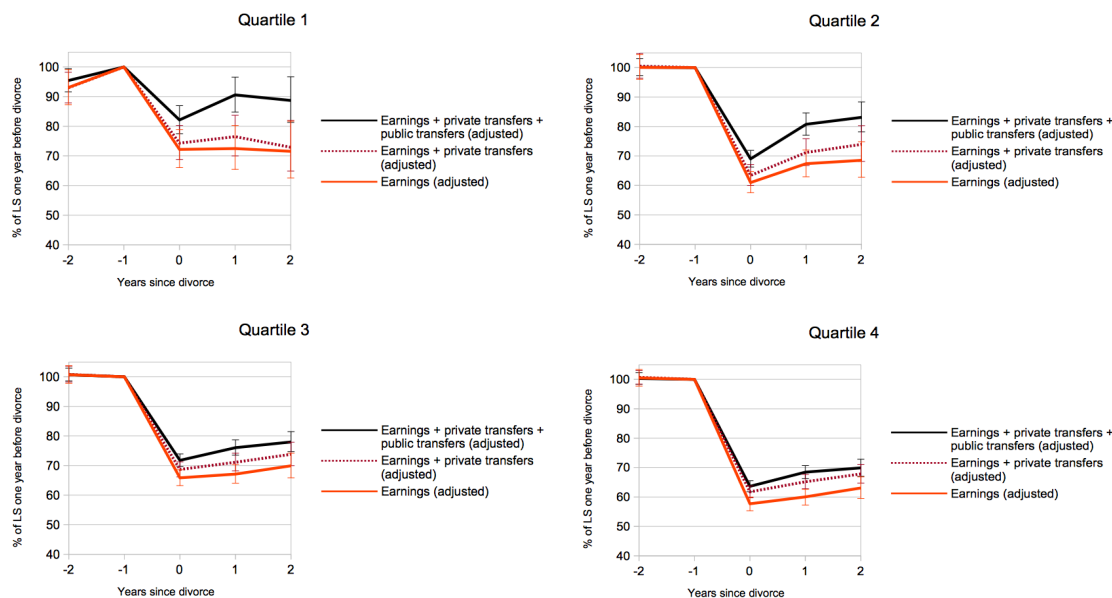 Quartile 1
% of LS one year before divorce
100
90
80
70
60
50
40
-2 -1 0 1 2
Years since divorce
Earnings + private transfers +
public transfers (adjusted)
Earnings + private transfers
(adjusted)
Earnings (adjusted)
Quartile 2
% of LS one year before divorce
100
90
80
70
60
50
40
-2 -1 0 1 2
Years since divorce
Earnings + private transfers +
public transfers (adjusted)
Earnings + private transfers
(adjusted)
Earnings (adjusted)
Quartile 3
% of LS one year before divorce
100
90
80
70
60
50
40
-2 -1 0 1 2
Years since divorce
Earnings + private transfers +
public transfers (adjusted)
Earnings + private transfers
(adjusted)
Earnings (adjusted)
Quartile 4
% of LS one year before divorce
100
90
80
70
60
50
40
-2 -1 0 1 2
Years since divorce
Earnings + private transfers +
public transfers (adjusted)
Earnings + private transfers
(adjusted)
Earnings (adjusted)